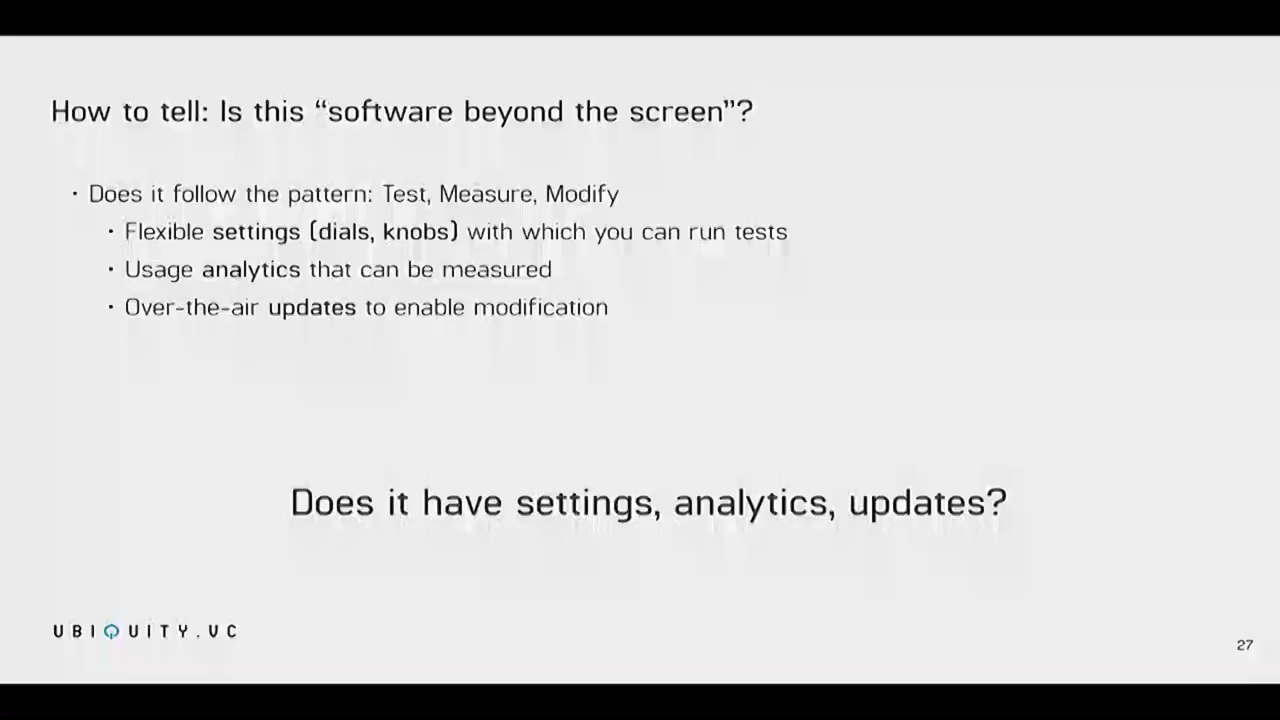 How to tell: Is this “software beyond the screen”?
· Does it follow the pattern: Test, Measure, Modify
· Flexible settings (dials, knobs) with which you can run tests
· Usage analytics that can be measured
· Over-the-air updates to enable modification
Does it have settings, analytics, updates?
UBIQUITY.VC
27